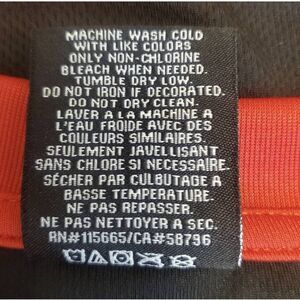 MACHINE WASH COLD
WITH LIKE COLORS
ONLY NON-CHLORINE
BLEACH WHEN NEEDED.
TUMBLE DRY LOW.
DO NOT IRON IF DECORATED.
DO NOT DRY CLEAN.
LAVER A LA MACHINE A
L'EAU FROIDE AVEC DES
COULEURS SIMILAIRES.
SEULEMENT JAVELLISANT
SANS CHLORE SI NECESSAIRE.
SÉCHER PAR CULBUTAGE A
BASSE TEMPERATURE.
NE PAS REPASSER.
NE PAS NETTOYER A SEC.
RN#115665/CA#58796